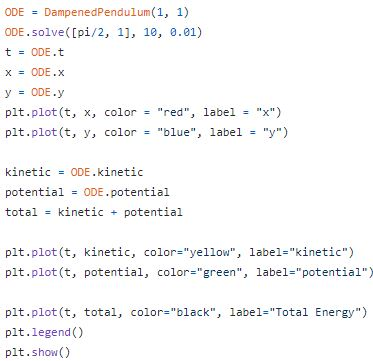 ODE = DampenedPendulum(1, 1)
ODE.solve([pi/2, 1], 10, 0.01)
t = ODE.t
x = ODE.x
y = ODE.y
plt.plot(t, x, color = "red", label = "x")
plt.plot(t, y, color = "blue", label = "y")
kinetic = ODE.kinetic
potential = ODE.potential
total = kinetic + potential
plt.plot(t, kinetic, color="yellow", label="kinetic")
plt.plot(t, potential, color="green", label="potential")
plt.plot(t, total, color="black", label="Total Energy")
plt.legend()
plt.show()